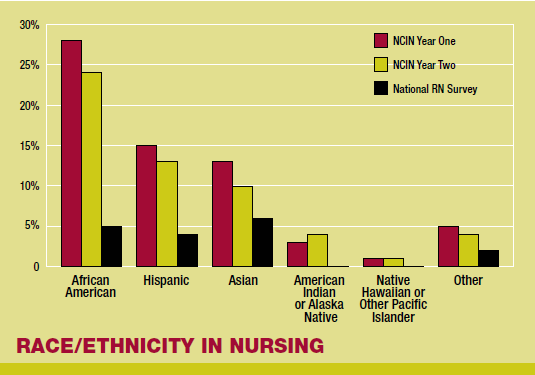 30%
25%
20%
15%
10%
5%
0
NCIN Year One
NCIN Year Two
National RN Survey
African
American
Hispanic
Asian
American
Indian
or Alaska
Native
Native
Hawaiian or
Other Pacific
Islander
Other
RACE/ETHNICITY IN NURSING